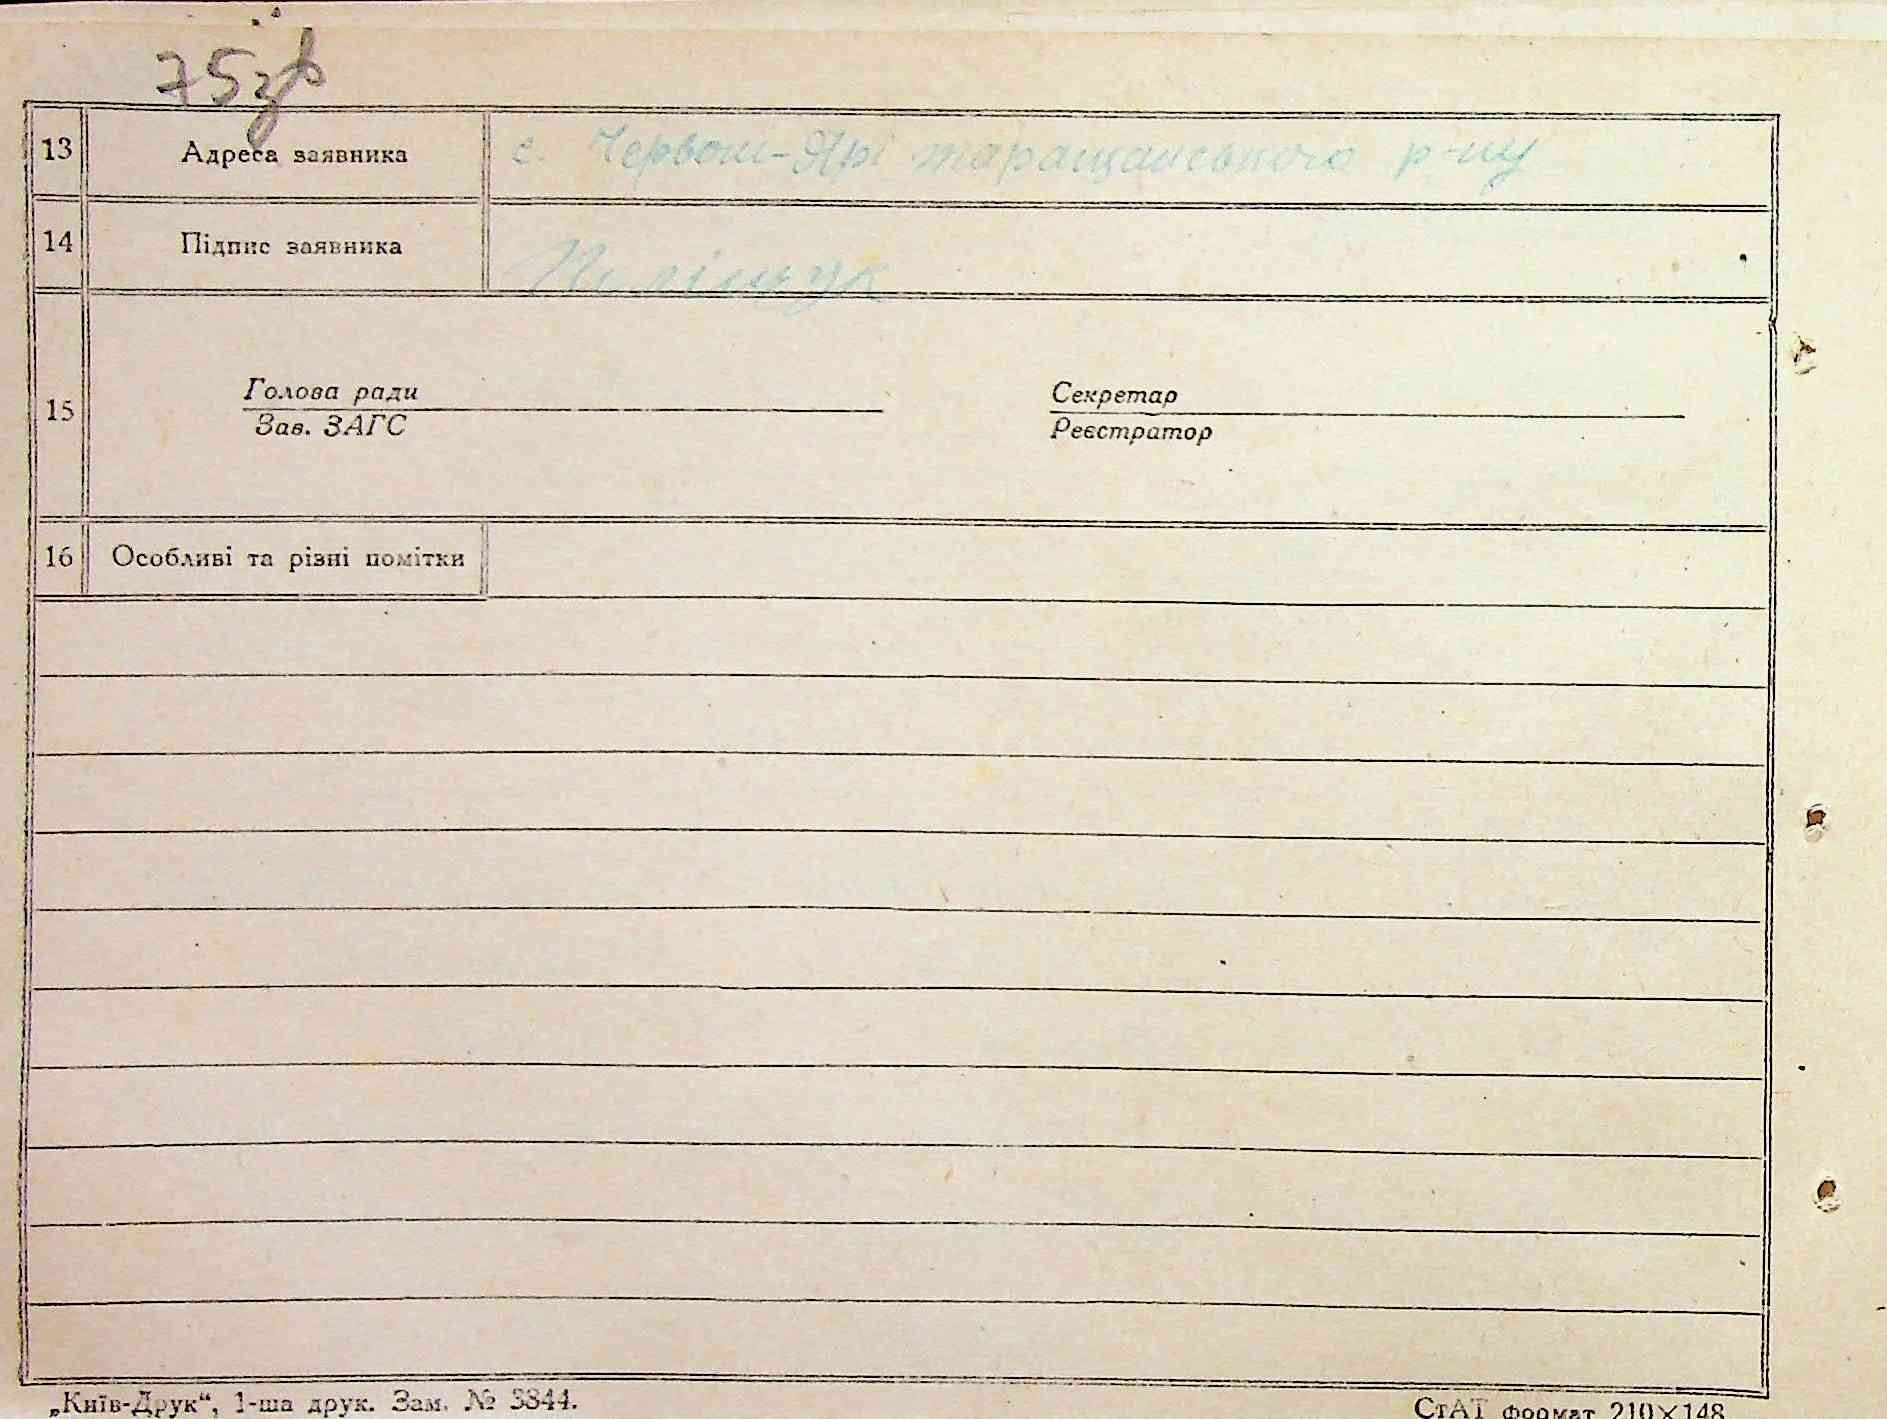 75зв
13 Адреса заявника с. Червоні-Ярі таращанського р-ну
14 Підпис заявника Поліщук
15 Голова ради Секретар
Зав. ЗАГС Реєстратор
16 Особливі та різні помітки
„Київ-Друк“, 1-ша друк. Зам. № 3844. СтАТ формат 210×148